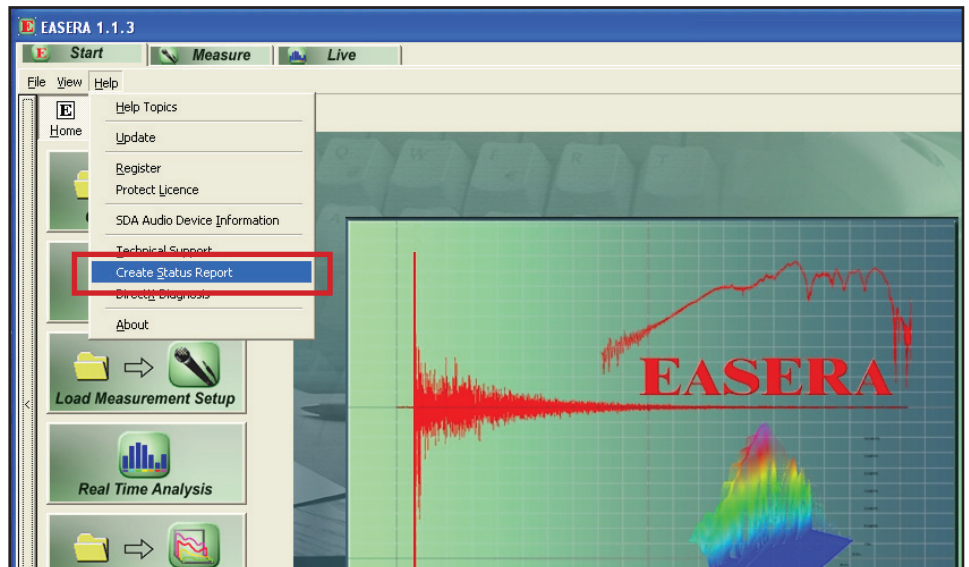 EASERA 1.1.3
Start Measure Live
File View Help
Home
Help Topics
Update
Register
Protect Licence
SDA Audio Device Information
Technical Support
Create Status Report
DirectX Diagnosis
About
EASERA
Load Measurement Setup
Real Time Analysis